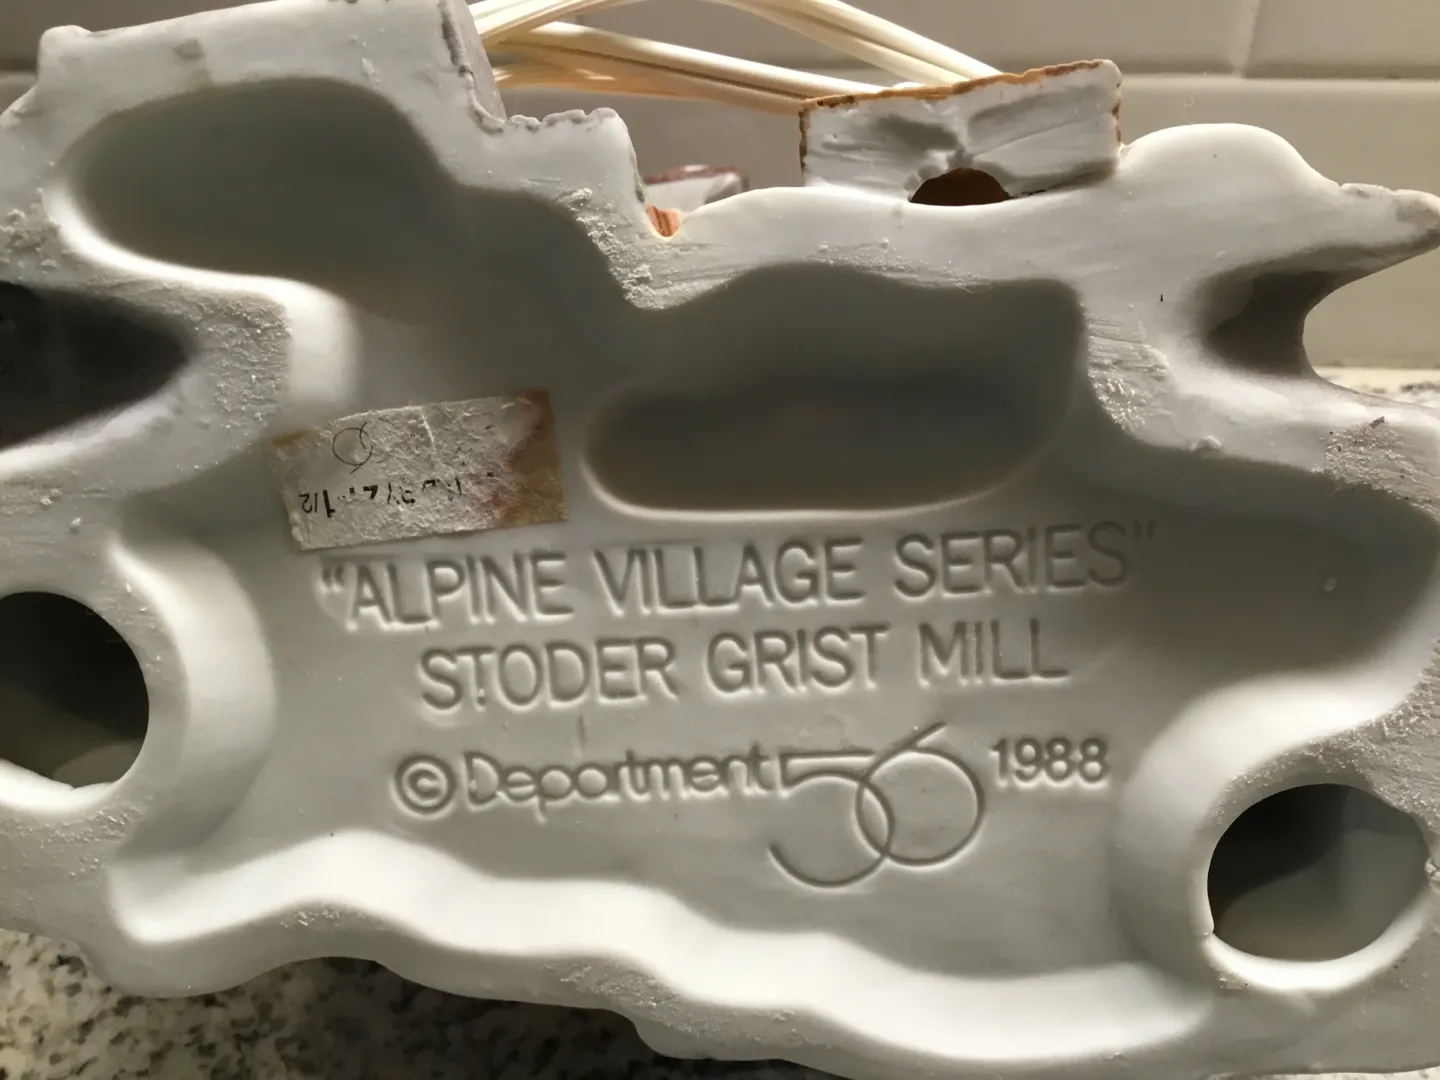 "ALPINE VILLAGE SERIES"
STODER GRIST MILL
© Department 56 1988